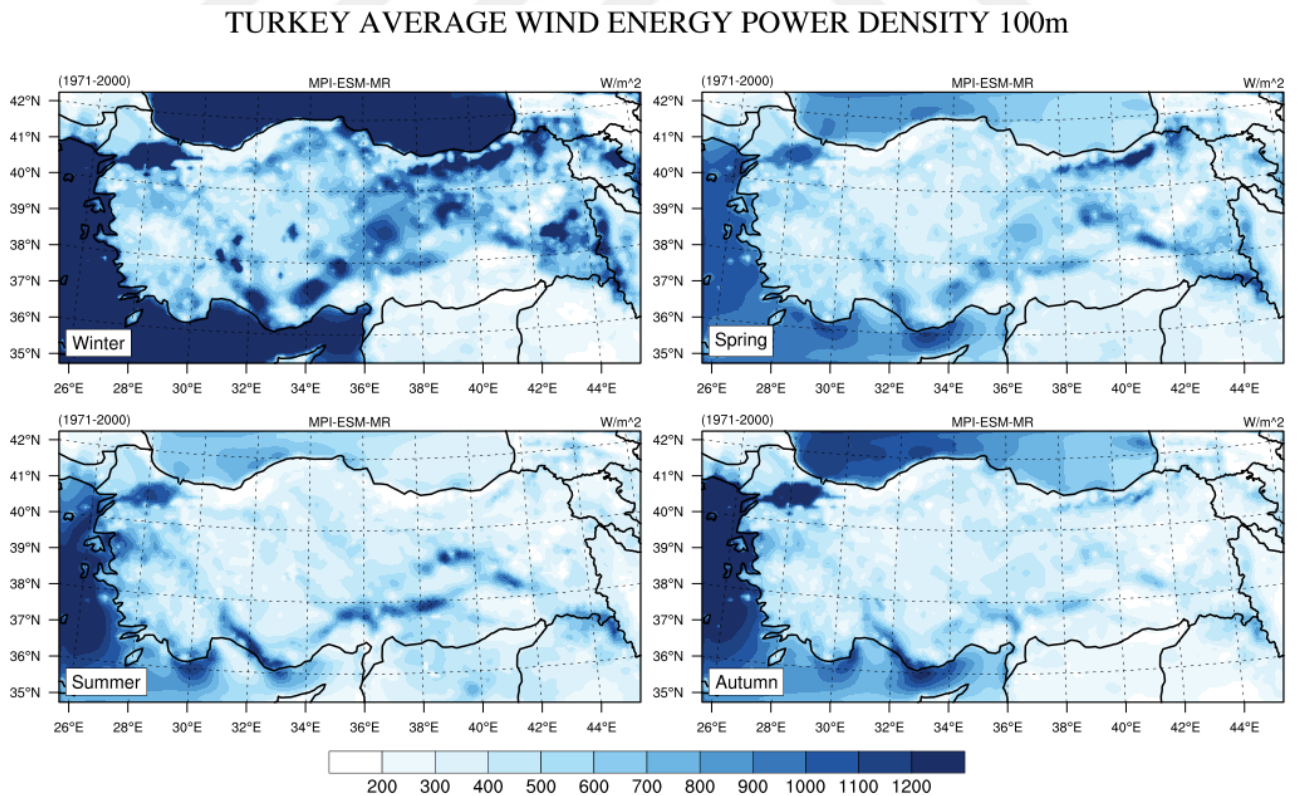 TURKEY AVERAGE WIND ENERGY POWER DENSITY 100m
(1971-2000) MPI-ESM-MR W/m^2
42°N
41°N
40°N
39°N
38°N
37°N
36°N
35°N
Winter
26°E 28°E 30°E 32°E 34°E 36°E 38°E 40°E 42°E 44°E
(1971-2000) MPI-ESM-MR W/m^2
42°N
41°N
40°N
39°N
38°N
37°N
36°N
35°N
Spring
26°E 28°E 30°E 32°E 34°E 36°E 38°E 40°E 42°E 44°E
(1971-2000) MPI-ESM-MR W/m^2
42°N
41°N
40°N
39°N
38°N
37°N
36°N
35°N
Summer
26°E 28°E 30°E 32°E 34°E 36°E 38°E 40°E 42°E 44°E
(1971-2000) MPI-ESM-MR W/m^2
42°N
41°N
40°N
39°N
38°N
37°N
36°N
35°N
Autumn
26°E 28°E 30°E 32°E 34°E 36°E 38°E 40°E 42°E 44°E
200 300 400 500 600 700 800 900 1000 1100 1200